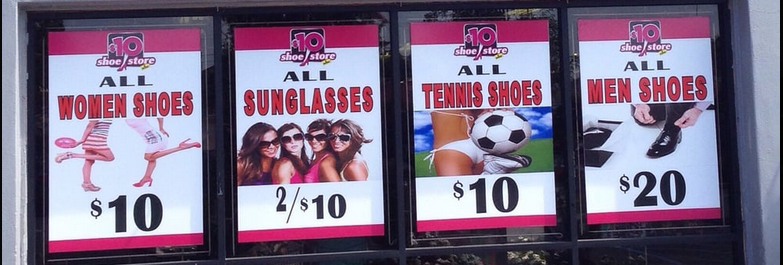 $10
shoe store
ALL
WOMEN SHOES
$10
$10
shoe store
ALL
SUNGLASSES
2/$10
$10
shoe store
ALL
TENNIS SHOES
$10
$10
shoe store
ALL
MEN SHOES
$20